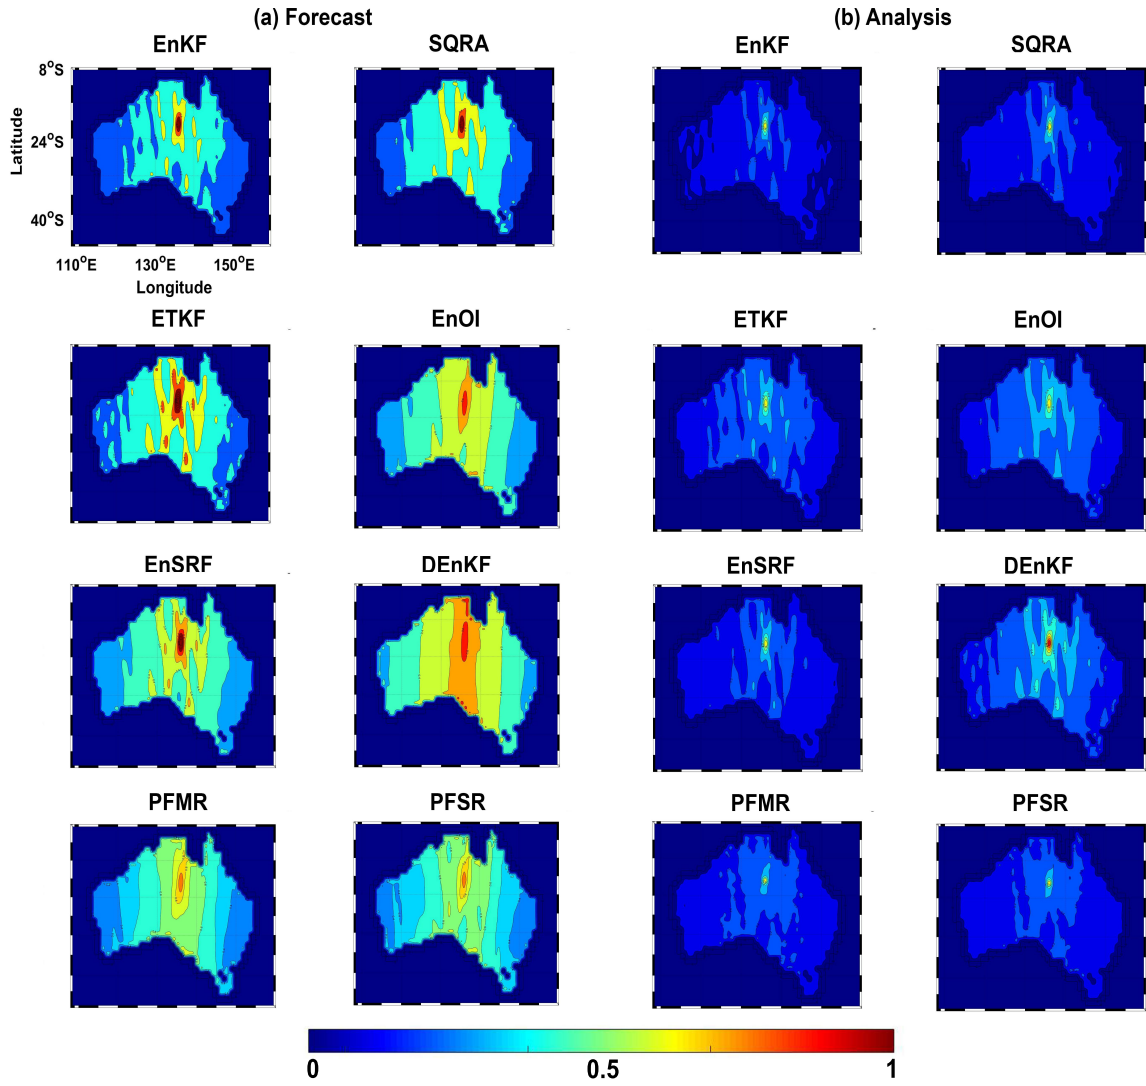 (a) Forecast (b) Analysis
EnKF SQRA EnKF SQRA
8°S
24°S
40°S
Latitude
110°E 130°E 150°E
Longitude
ETKF EnOI ETKF EnOI
EnSRF DEnKF EnSRF DEnKF
PFMR PFSR PFMR PFSR
0 0.5 1